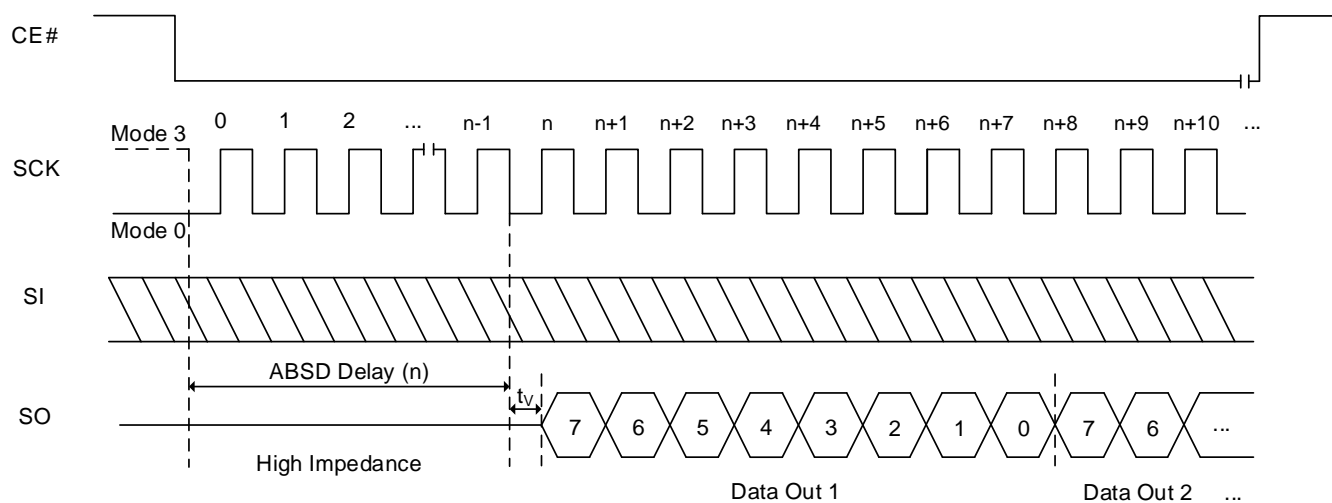 CE#
0 1 2 ... n-1 n n+1 n+2 n+3 n+4 n+5 n+6 n+7 n+8 n+9 n+10 ...
Mode 3
SCK
Mode 0
SI
ABSD Delay (n)
tV
SO
7 6 5 4 3 2 1 0 7 6 ...
High Impedance
Data Out 1 Data Out 2 ...